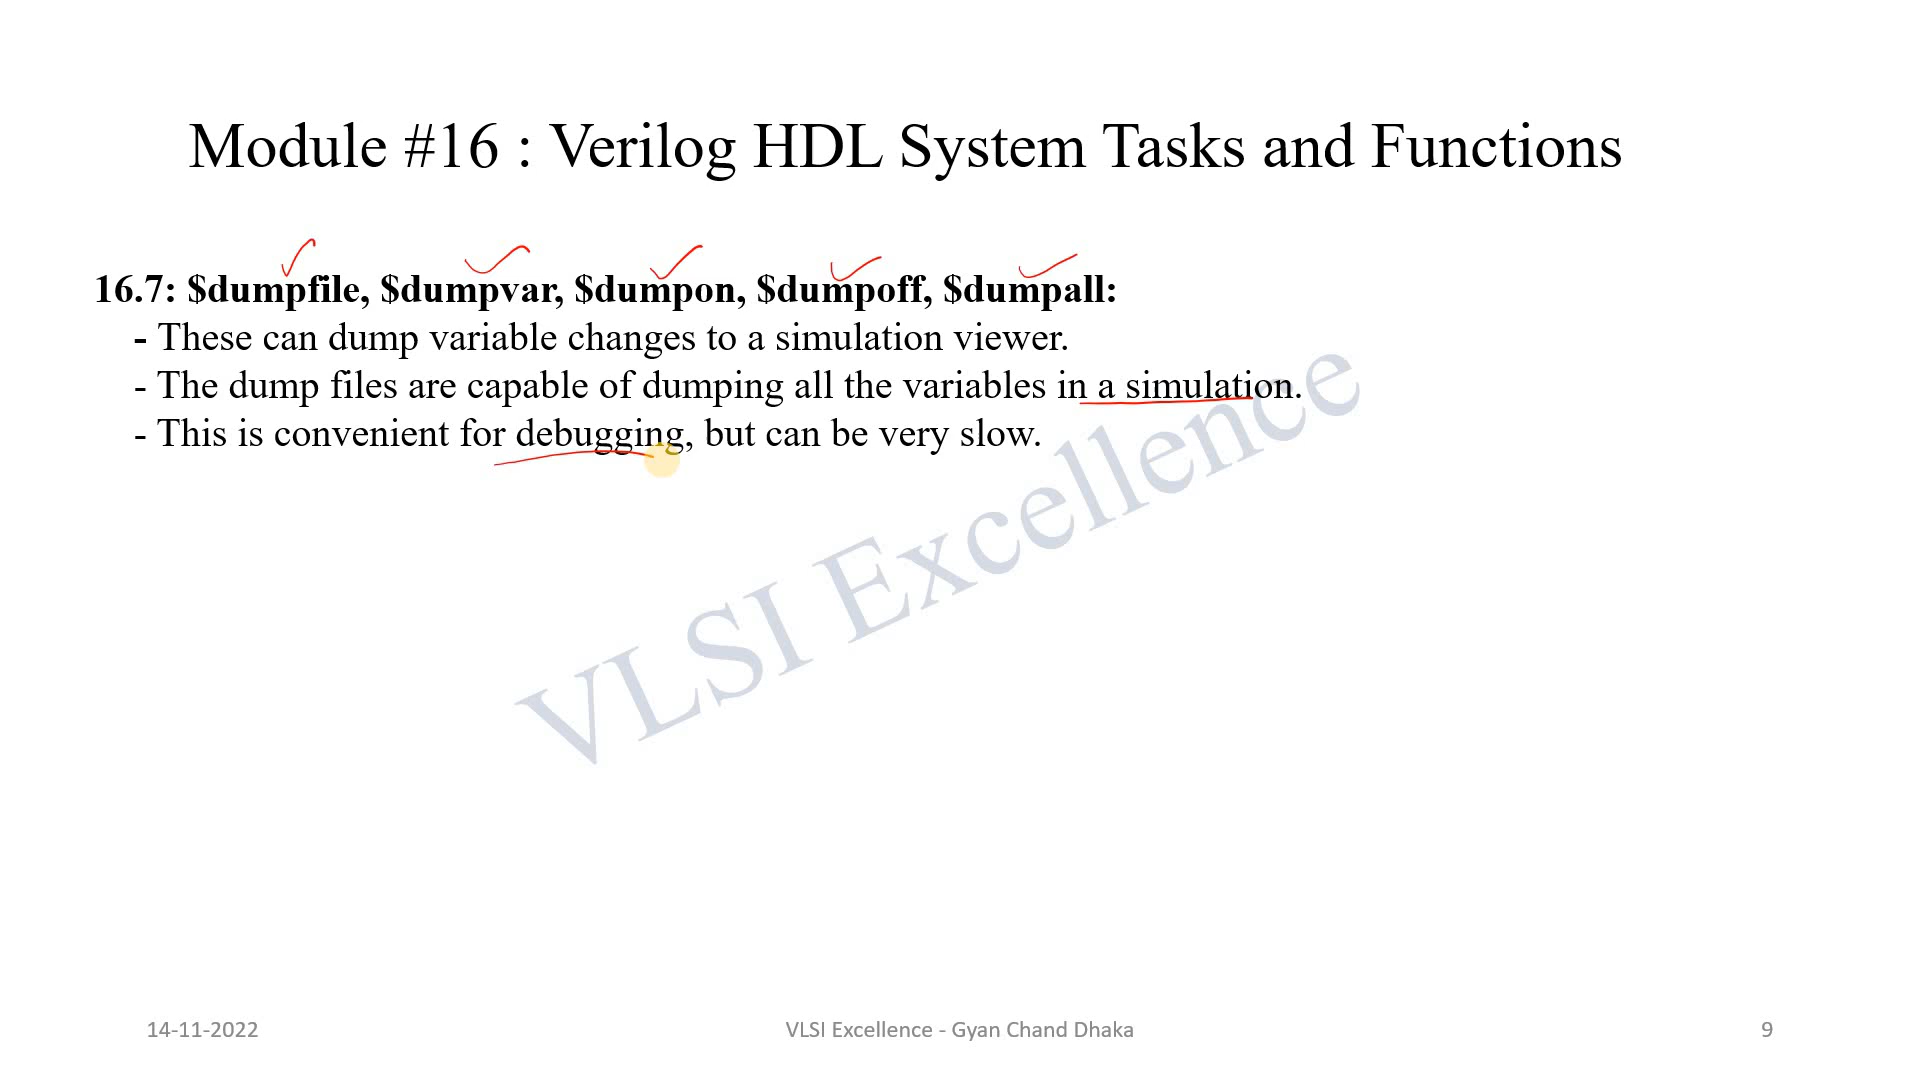 Module #16 : Verilog HDL System Tasks and Functions
16.7: $dumpfile, $dumpvar, $dumpon, $dumpoff, $dumpall:
- These can dump variable changes to a simulation viewer.
- The dump files are capable of dumping all the variables in a simulation.
- This is convenient for debugging, but can be very slow.
VLSI Excellence
14-11-2022
VLSI Excellence - Gyan Chand Dhaka
9